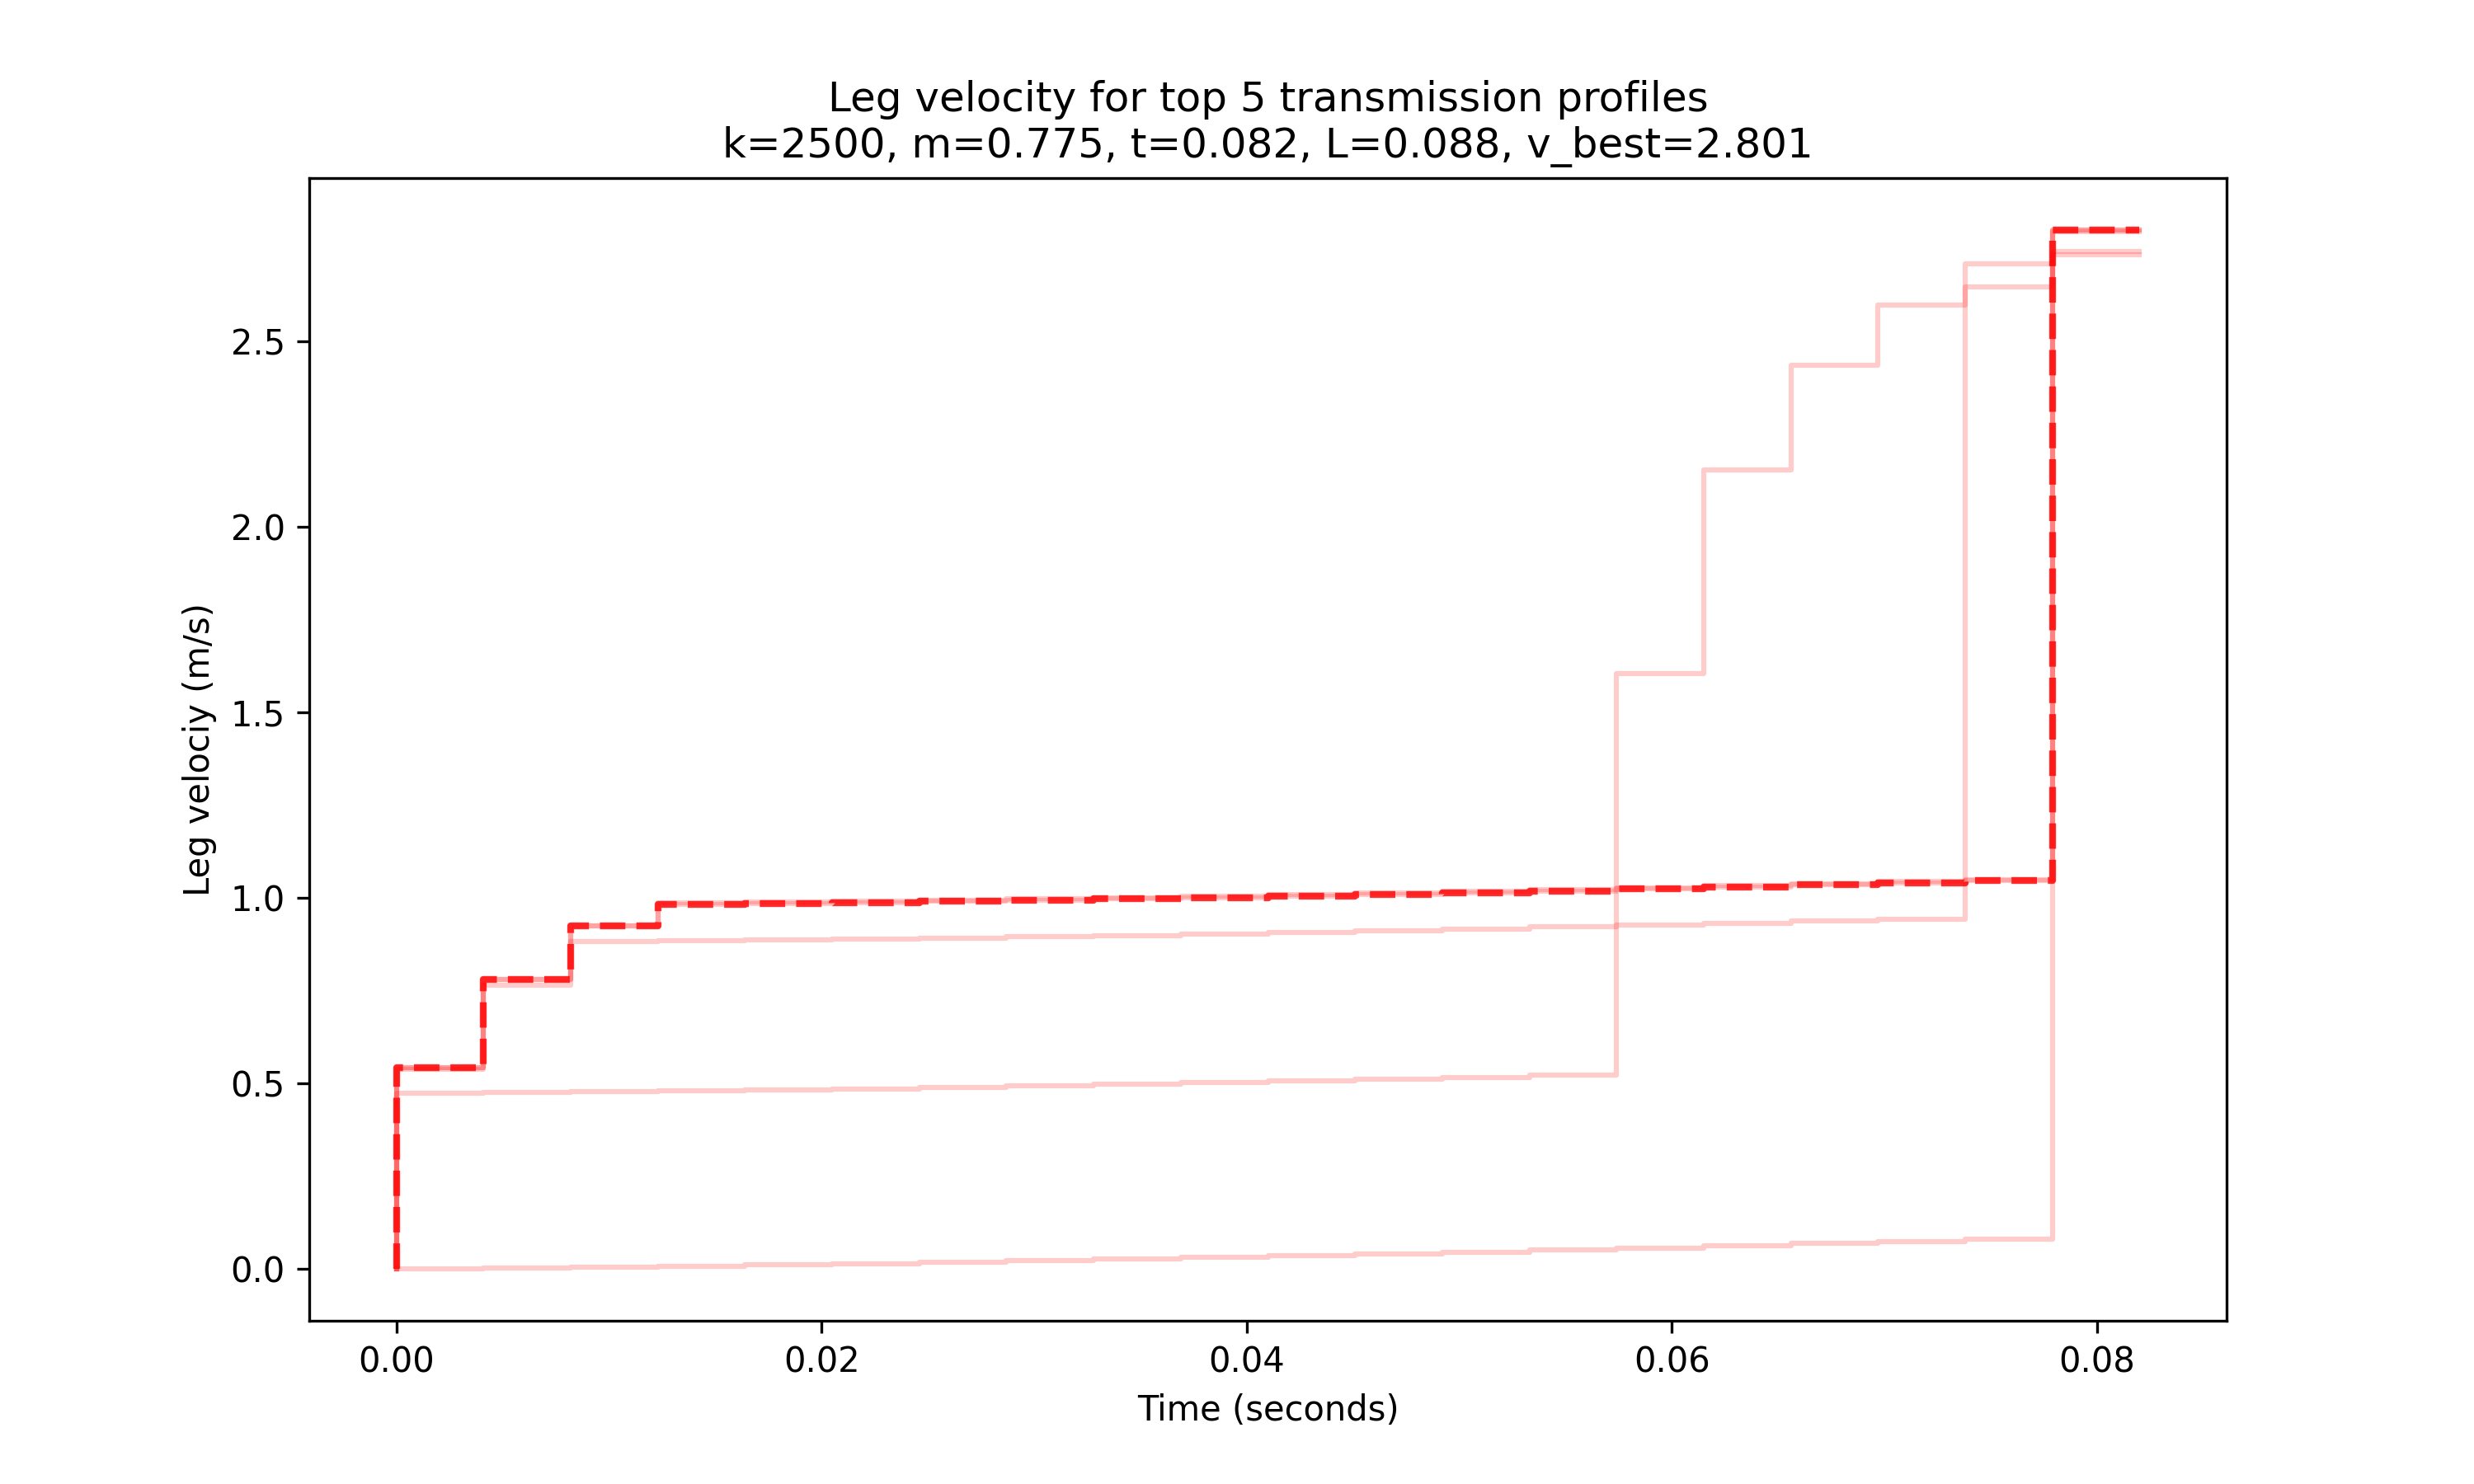 Leg velocity for top 5 transmission profiles
k=2500, m=0.775, t=0.082, L=0.088, v_best=2.801
2.5
2.0
1.5
1.0
0.5
0.0
Leg velociy (m/s)
0.00 0.02 0.04 0.06 0.08
Time (seconds)